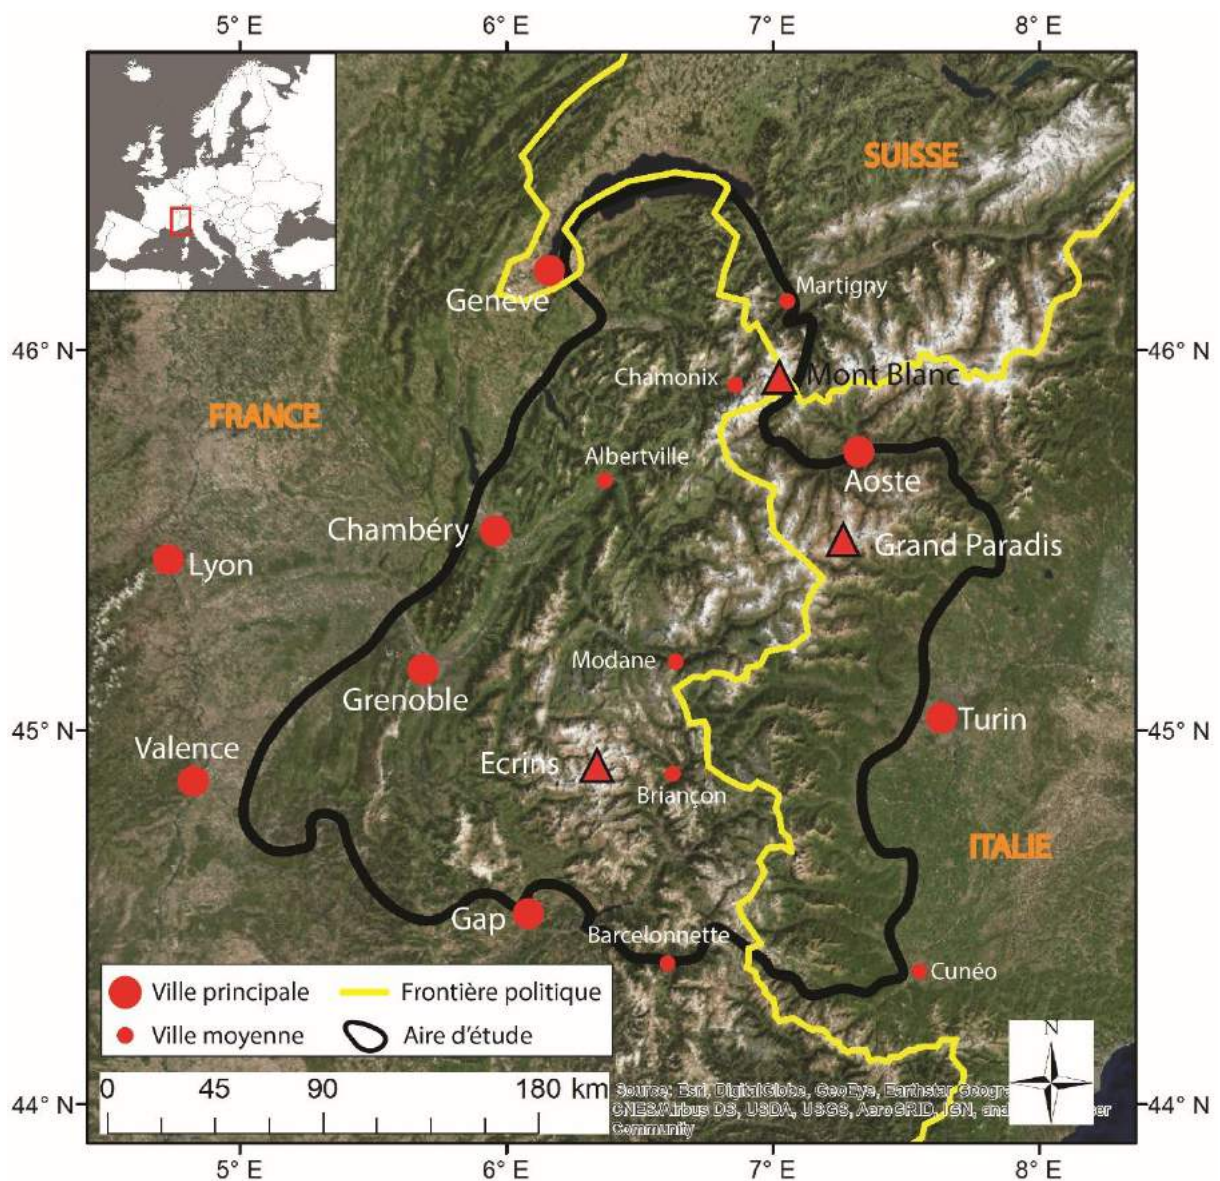 5° E
6° E
7° E
8° E
SUISSE
Genève
Martigny
46° N
46° N
Chamonix
Mont Blanc
FRANCE
Albertville
Aoste
Chambéry
Lyon
Grand Paradis
Modane
Grenoble
45° N
Turin
45° N
Valence
Ecrins
Briançon
ITALIE
Gap
Barcelonnette
Cunéo
Ville principale
Frontière politique
Ville moyenne
Aire d'étude
N
0 45 90 180 km
Source: Esri, DigitalGlobe, GeoEye, Earthstar Geogra
CNES/Airbus DS, USDA, USGS, AeroGRID, IGN, and er
Community
44° N
44° N
5° E
6° E
7° E
8° E